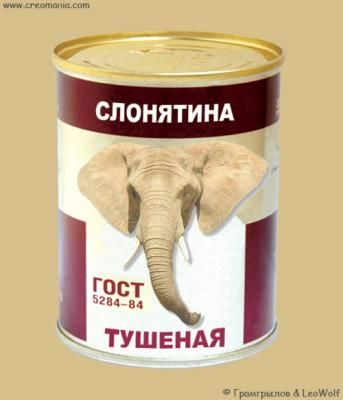 www.creomania.com
СЛОНЯТИНА
ГОСТ
5284-84
ТУШЕНАЯ
© Грамгрылов & LeoWolf